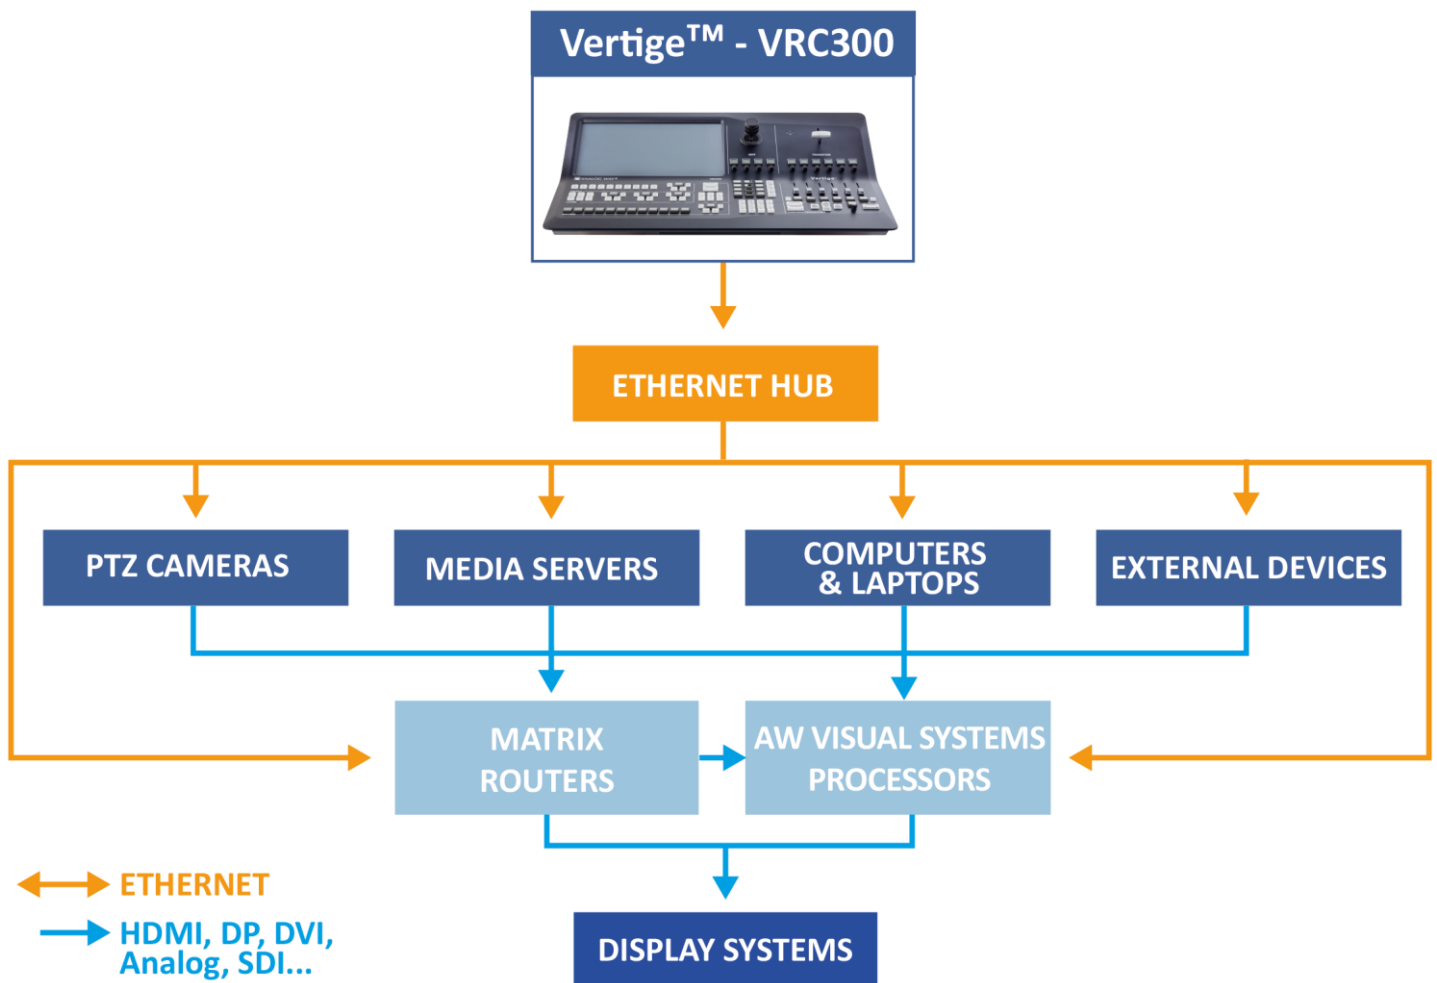 Vertige™ - VRC300
Vertige
ETHERNET HUB
PTZ CAMERAS
MEDIA SERVERS
COMPUTERS
& LAPTOPS
EXTERNAL DEVICES
MATRIX
ROUTERS
AW VISUAL SYSTEMS
PROCESSORS
ETHERNET
HDMI, DP, DVI,
Analog, SDI...
DISPLAY SYSTEMS